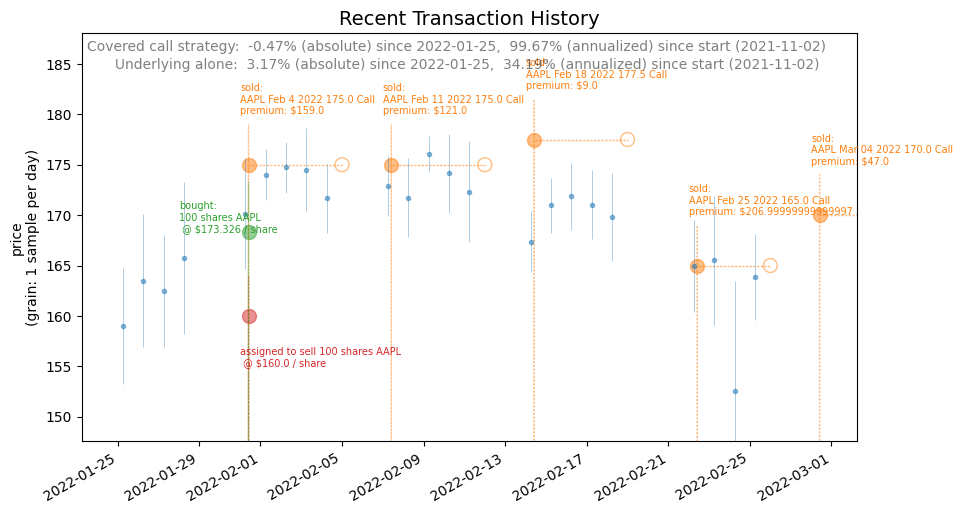 Recent Transaction History
Covered call strategy:  -0.47% (absolute) since 2022-01-25,  99.67% (annualized) since start (2021-11-02)
Underlying alone:  3.17% (absolute) since 2022-01-25,  34.19% (annualized) since start (2021-11-02)
sold:
AAPL Feb 18 2022 177.5 Call
premium: $9.0
sold:
AAPL Feb 4 2022 175.0 Call
premium: $159.0
sold:
AAPL Feb 11 2022 175.0 Call
premium: $121.0
sold:
AAPL Mar 04 2022 170.0 Call
premium: $47.0
sold:
AAPL Feb 25 2022 165.0 Call
premium: $206.99999999999997
bought:
100 shares AAPL
@ $173.326 / share
assigned to sell 100 shares AAPL
@ $160.0 / share
price
(grain: 1 sample per day)
185
180
175
170
165
160
155
150
2022-01-25
2022-01-29
2022-02-01
2022-02-05
2022-02-09
2022-02-13
2022-02-17
2022-02-21
2022-02-25
2022-03-01